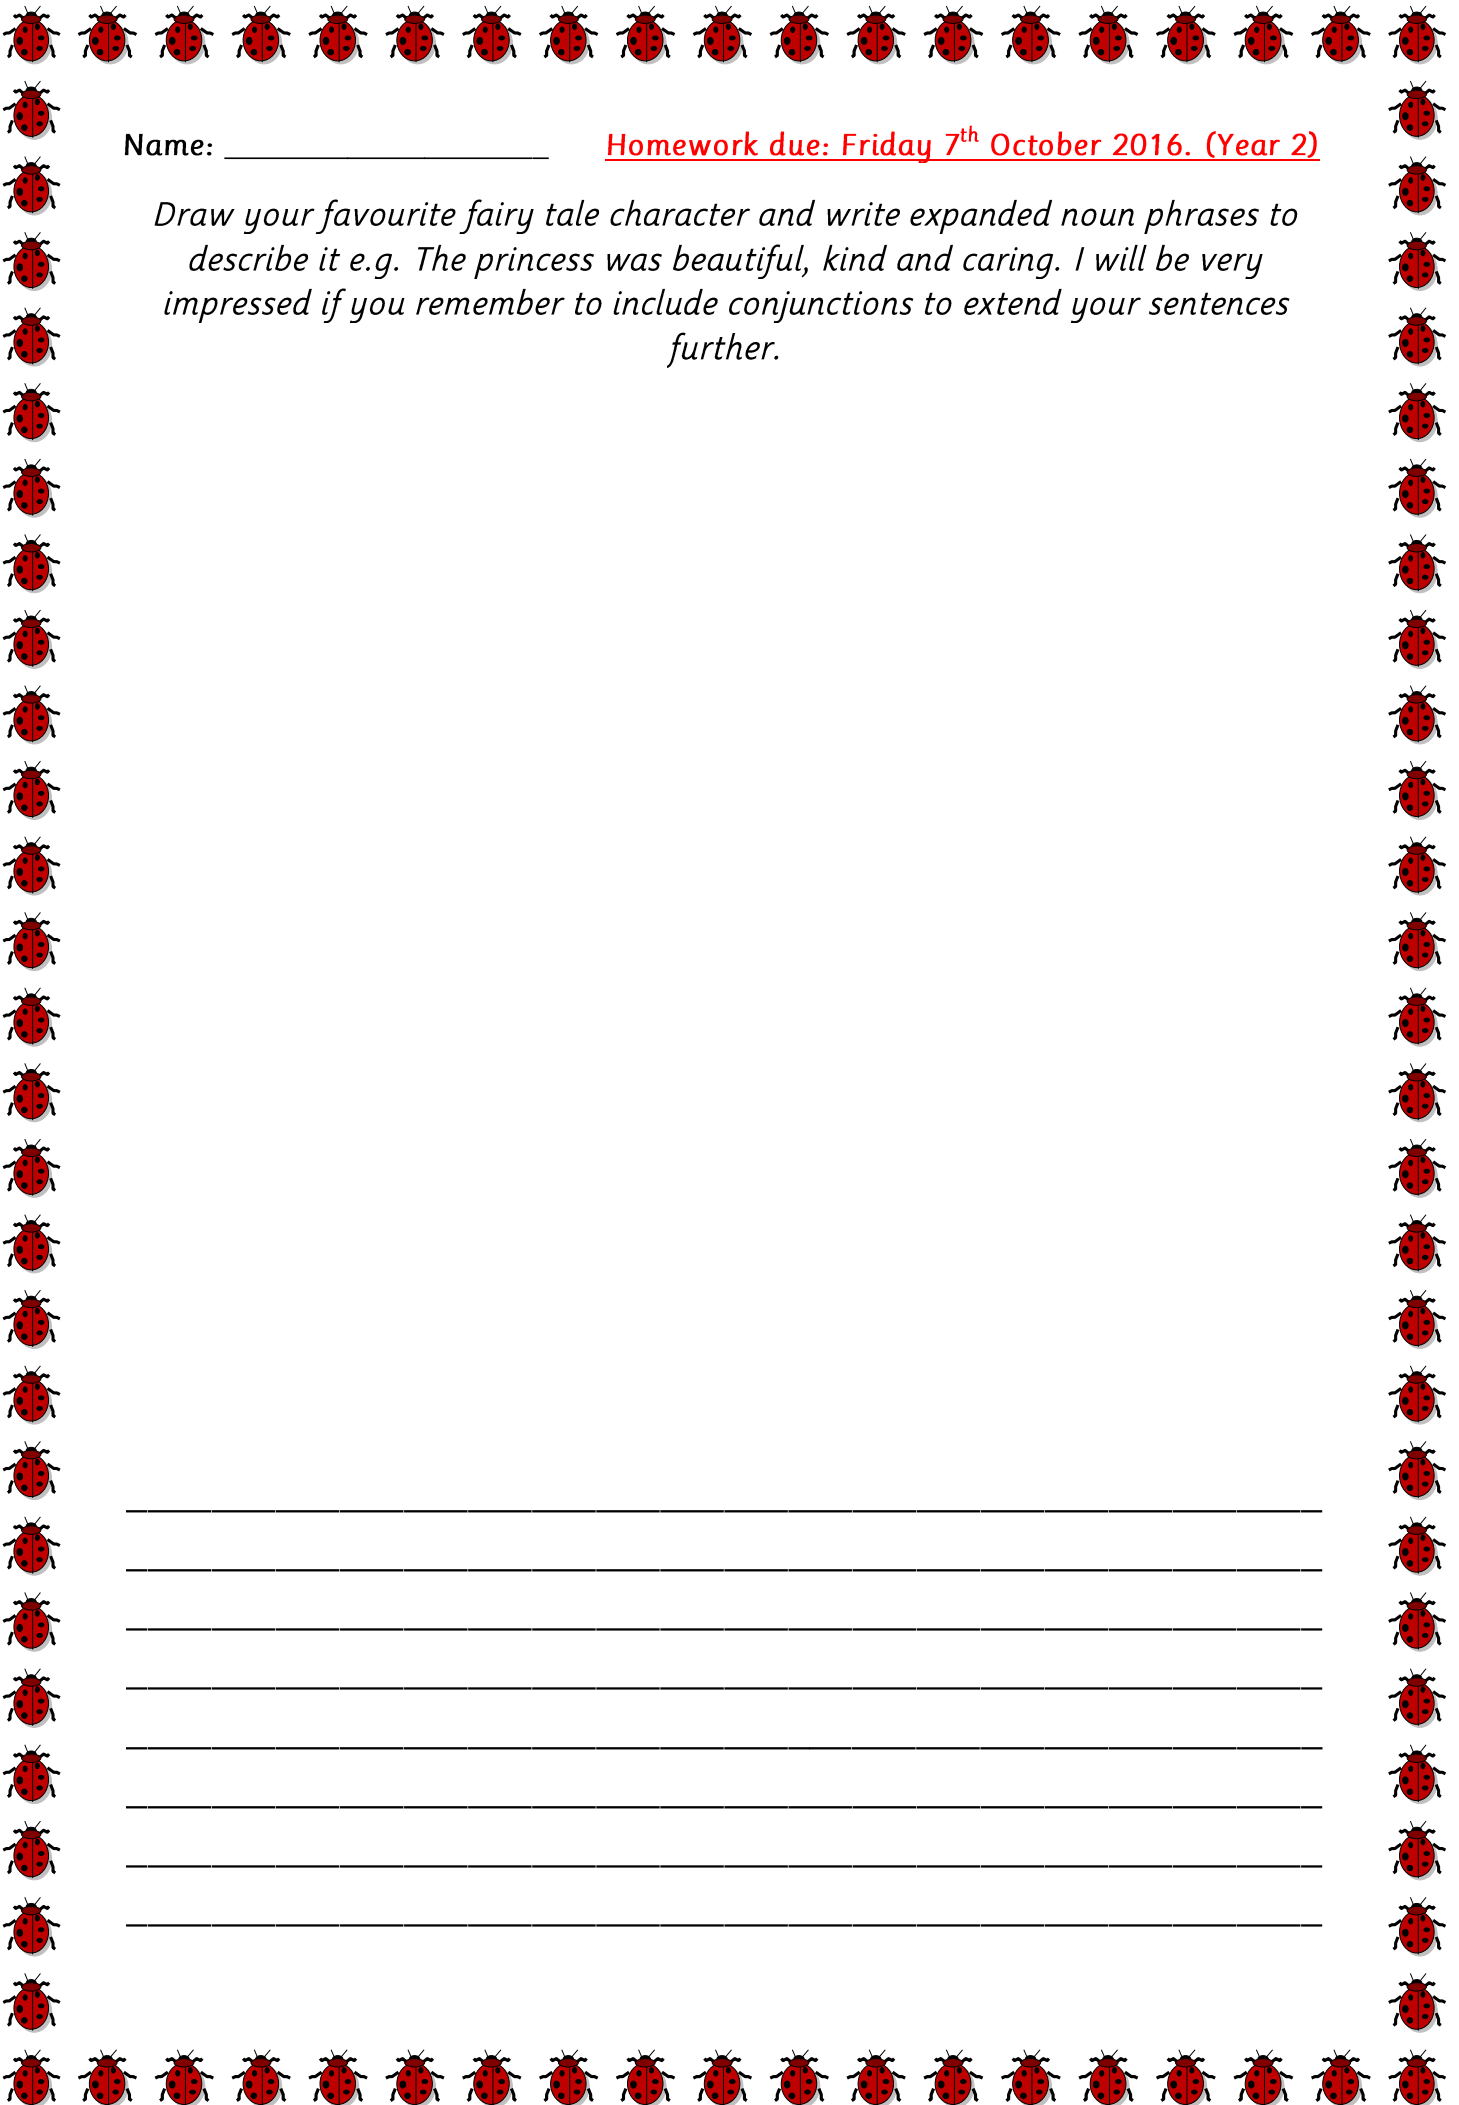 Name: ____________________ Homework due: Friday 7th October 2016. (Year 2)
Draw your favourite fairy tale character and write expanded noun phrases to
describe it e.g. The princess was beautiful, kind and caring. I will be very
impressed if you remember to include conjunctions to extend your sentences
further.